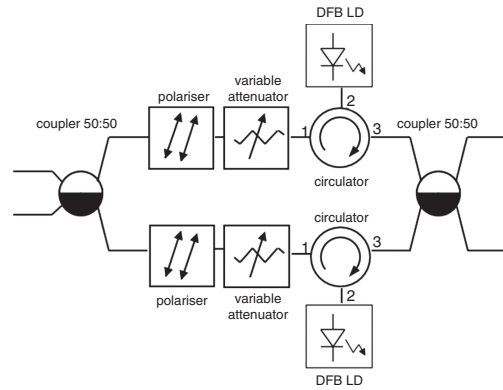 DFB LD
polariser
variable
attenuator
2
coupler 50:50
1
3
coupler 50:50
circulator
circulator
1
3
2
polariser
variable
attenuator
DFB LD